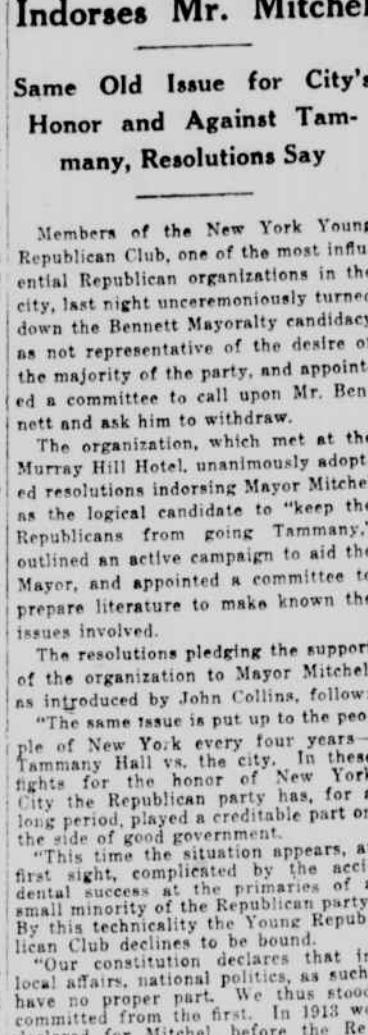 Indorses Mr. Mitchel
Same Old Issue for City's
Honor and Against Tam-
many, Resolutions Say
Members of the New York Young
Republican Club, one of the most influ
ential Republican organizations in the
city, last night unceremoniously turned
down the Bennett Mayoralty candidacy
as not representative of the desire of
the majority of the party, and appoint
ed a committee to call upon Mr. Ben
nett and ask him to withdraw.
The organization, which met at the
Murray Hill Hotel, unanimously adopt
ed resolutions indorsing Mayor Mitchel
as the logical candidate to "keep the
Republicans from going Tammany,"
outlined an active campaign to aid the
Mayor, and appointed a committee to
prepare literature to make known the
issues involved.
The resolutions pledging the support
of the organization to Mayor Mitchel
as introduced by John Collins, follow:
"The same issue is put up to the peo
ple of New York every four years—
Tammany Hall vs. the city. In these
fights for the honor of New York
City the Republican party has, for a
long period, played a creditable part on
the side of good government.
"This time the situation appears, at
first sight, complicated by the acci
dental success at the primaries of a
small minority of the Republican party
By this technicality the Young Repub
lican Club declines to be bound.
"Our constitution declares that in
local affairs, national politics, as such
have no proper part. We thus stood
committed from the first. In 1913 we
for Mitchel before the Re